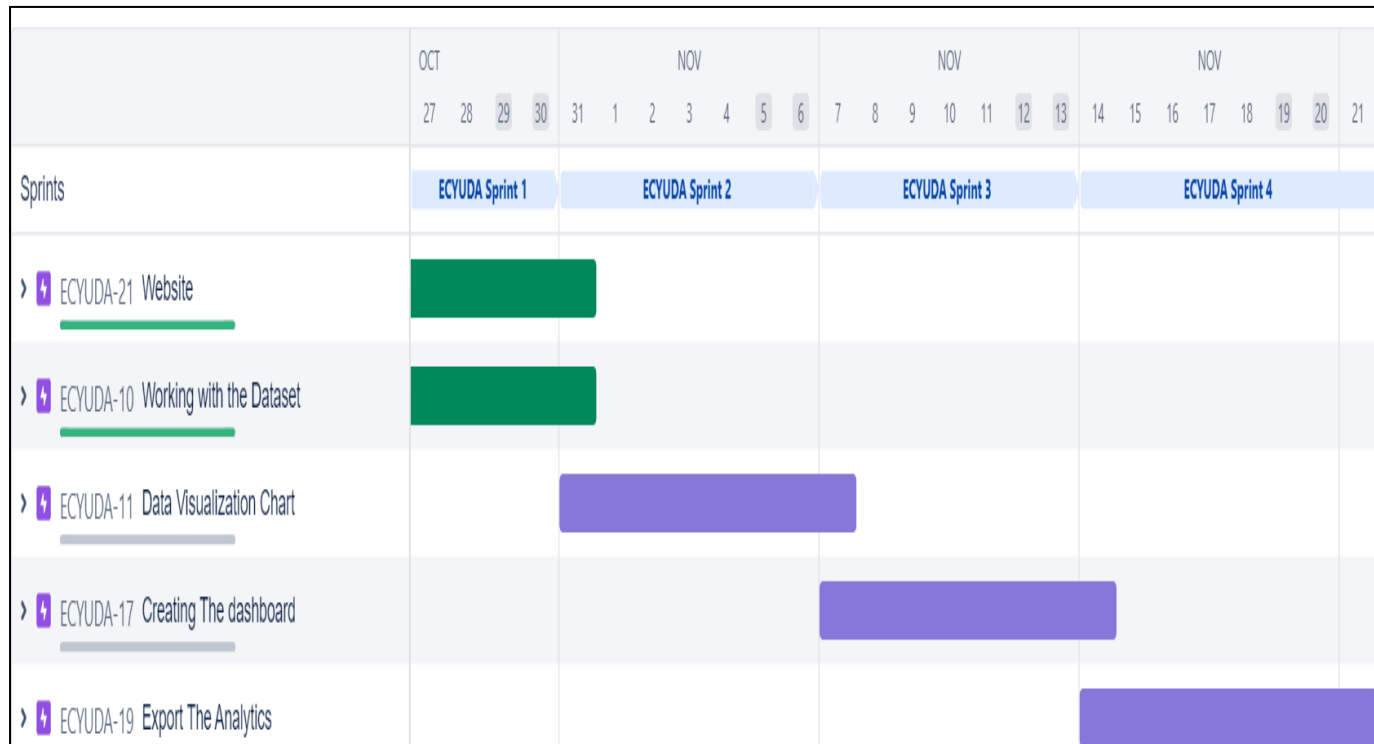 OCT NOV NOV NOV
27 28 29 30 31 1 2 3 4 5 6 7 8 9 10 11 12 13 14 15 16 17 18 19 20 21
Sprints ECYUDA Sprint 1 ECYUDA Sprint 2 ECYUDA Sprint 3 ECYUDA Sprint 4
ECYUDA-21 Website
ECYUDA-10 Working with the Dataset
ECYUDA-11 Data Visualization Chart
ECYUDA-17 Creating The dashboard
ECYUDA-19 Export The Analytics